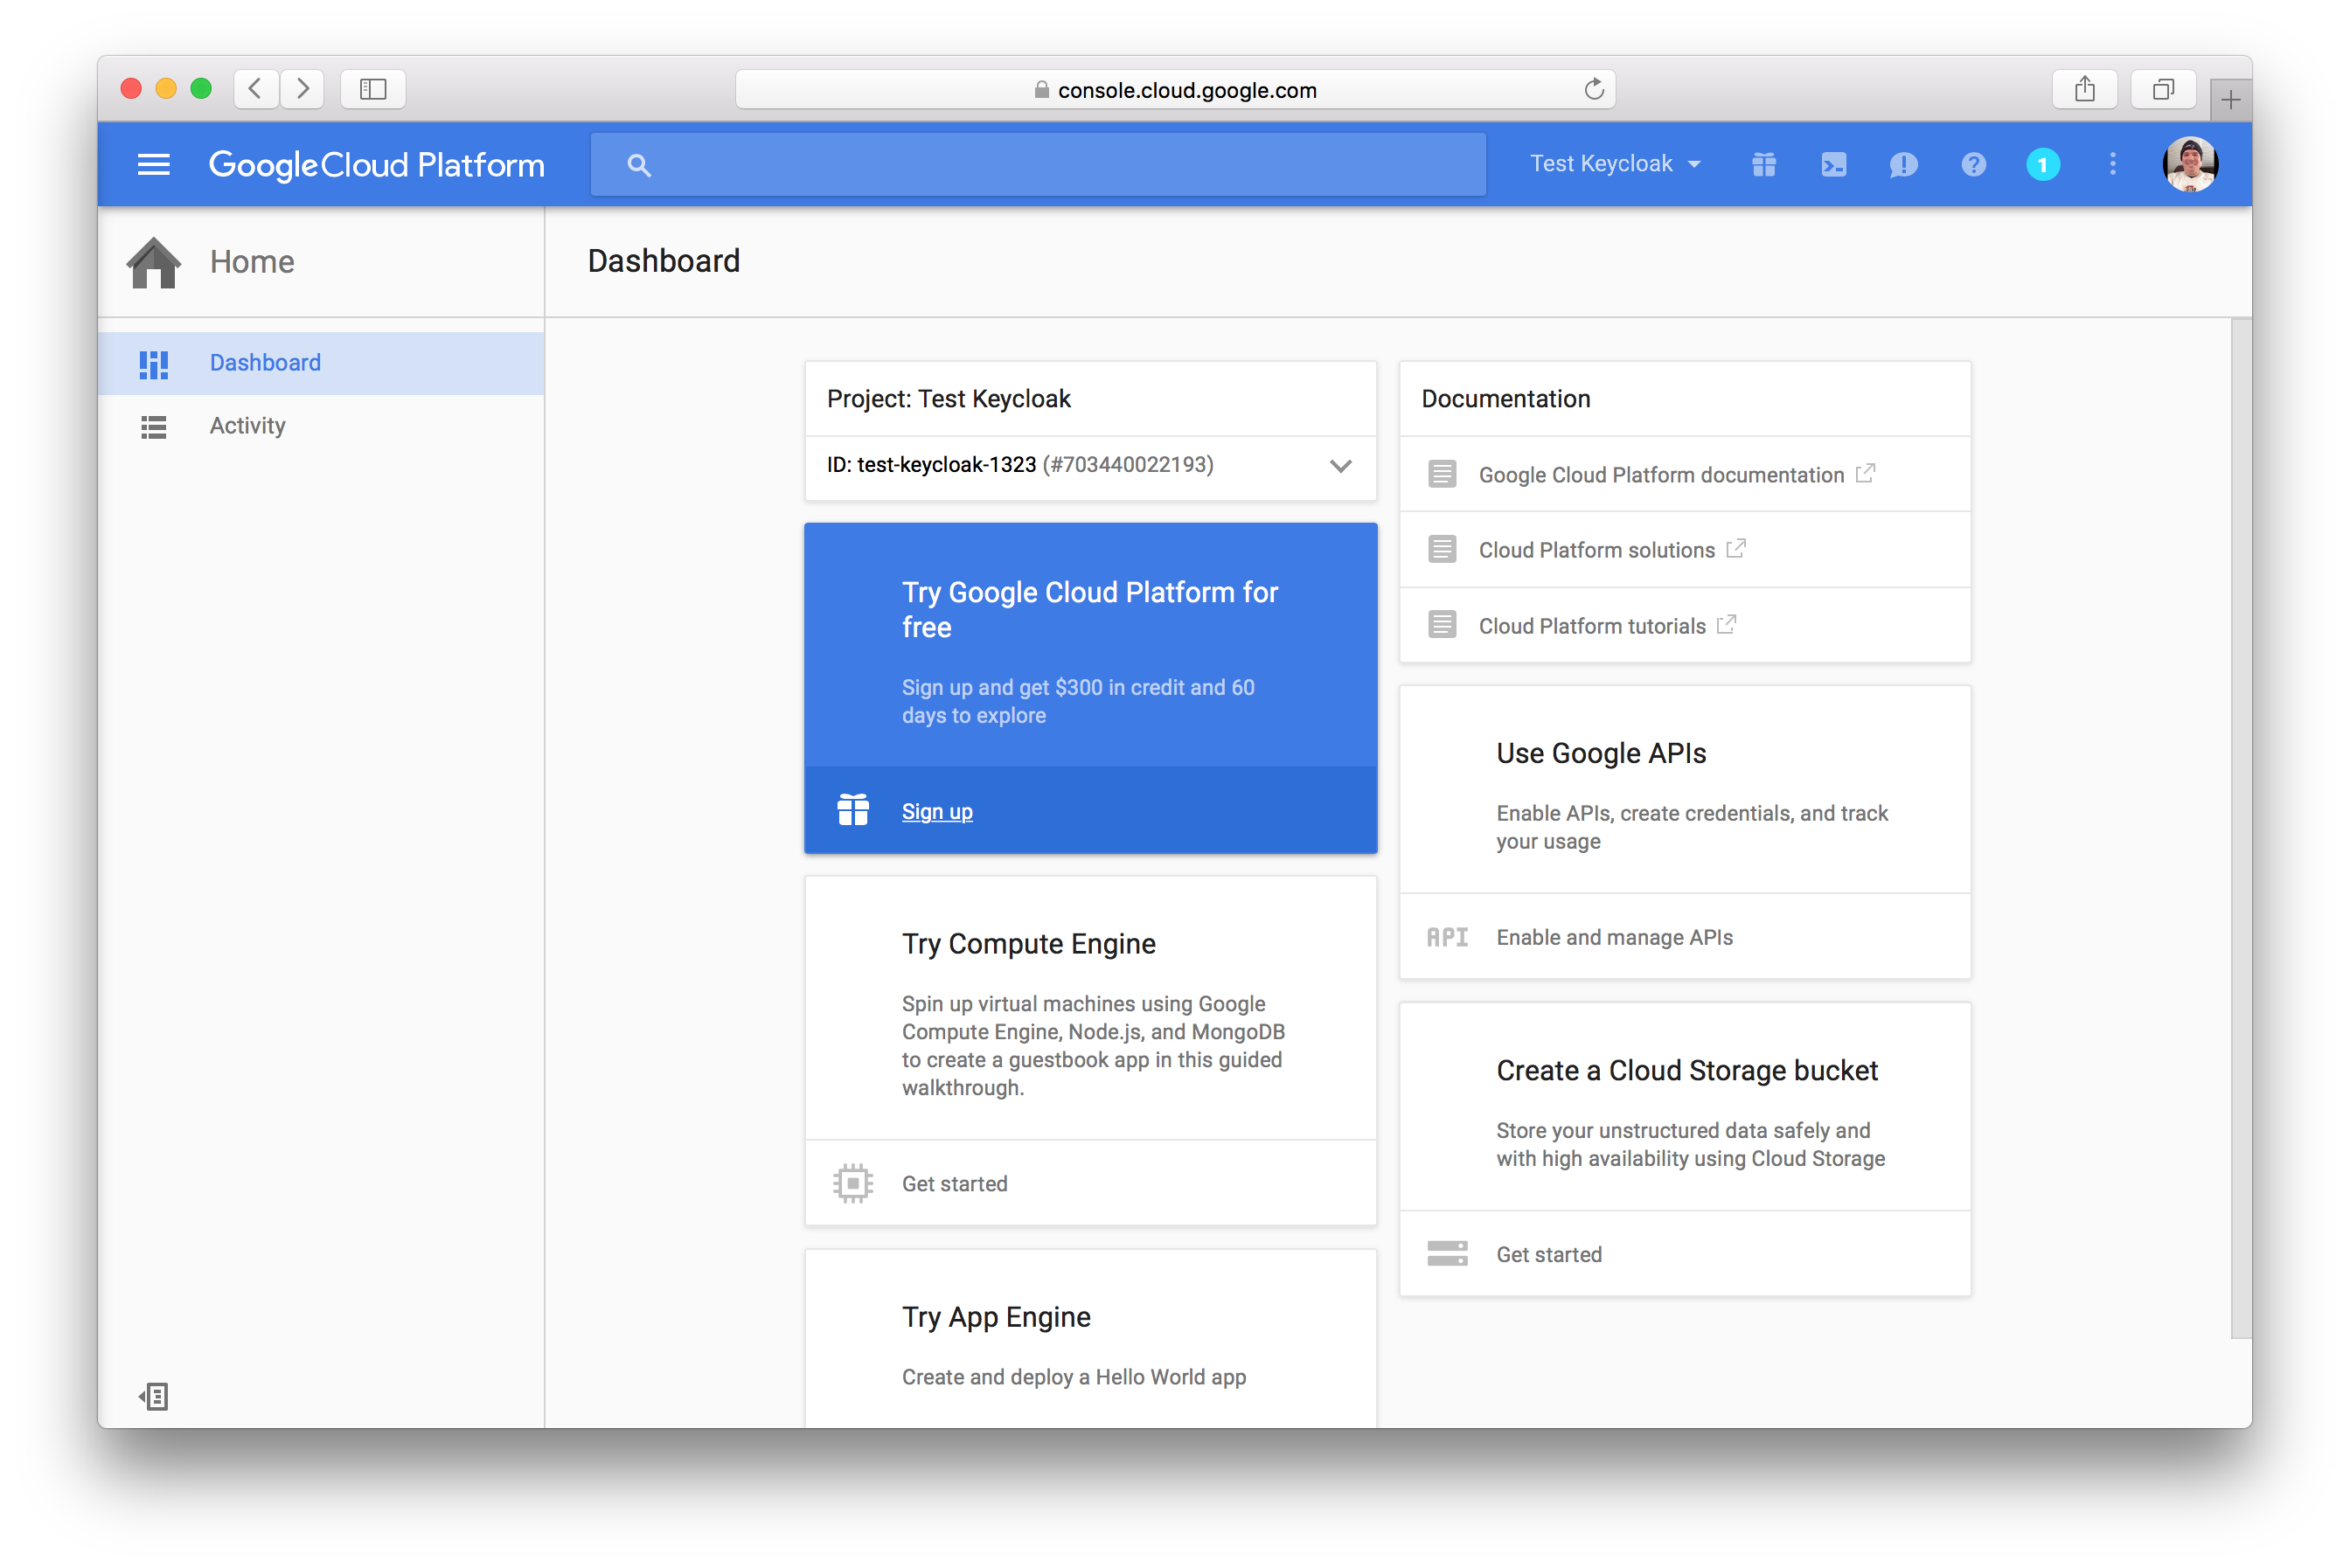 console.cloud.google.com
Google Cloud Platform
Test Keycloak
1
Home
Dashboard
Activity
Dashboard
Project: Test Keycloak
ID: test-keycloak-1323 (#703440022193)
Try Google Cloud Platform for
free
Sign up and get $300 in credit and 60
days to explore
Sign up
Try Compute Engine
Spin up virtual machines using Google
Compute Engine, Node.js, and MongoDB
to create a guestbook app in this guided
walkthrough.
Get started
Try App Engine
Create and deploy a Hello World app
Documentation
Google Cloud Platform documentation
Cloud Platform solutions
Cloud Platform tutorials
Use Google APIs
Enable APIs, create credentials, and track
your usage
API Enable and manage APIs
Create a Cloud Storage bucket
Store your unstructured data safely and
with high availability using Cloud Storage
Get started